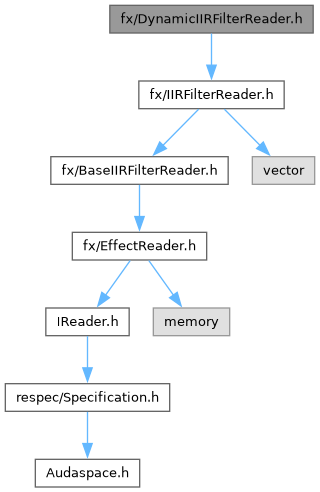 fx/DynamicIIRFilterReader.h
fx/IIRFilterReader.h
fx/BaseIIRFilterReader.h
vector
fx/EffectReader.h
IReader.h
memory
respec/Specification.h
Audaspace.h